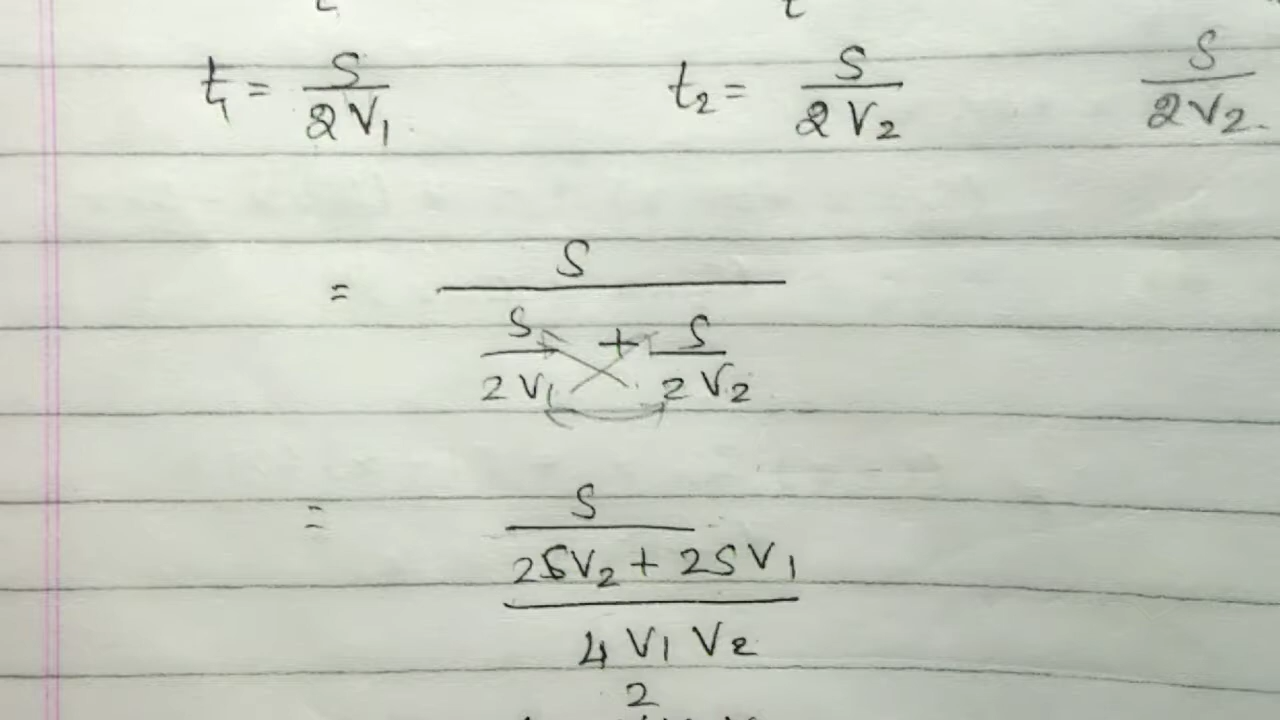 t₁ = S / 2V₁    t₂ = S / 2V₂    S / 2V₂
= S / (S / 2V₁ + S / 2V₂)
= S / ((2SV₂ + 2SV₁) / 4V₁V₂)
2